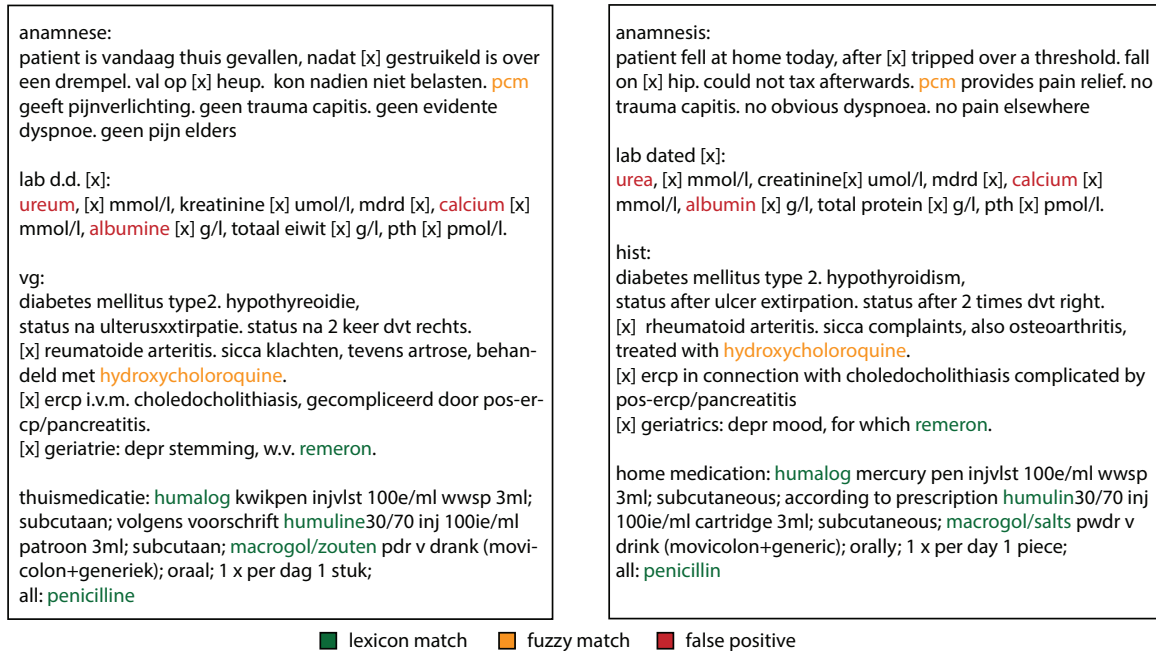 anamnese:
patient is vandaag thuis gevallen, nadat [x] gestruikeld is over
een drempel. val op [x] heup.  kon nadien niet belasten. pcm
geeft pijnverlichting. geen trauma capitis. geen evidente
dyspnoe. geen pijn elders
lab d.d. [x]:
ureum, [x] mmol/l, kreatinine [x] umol/l, mdrd [x], calcium [x]
mmol/l, albumine [x] g/l, totaal eiwit [x] g/l, pth [x] pmol/l.
vg:
diabetes mellitus type2. hypothyreoidie,
status na ulterusxxtirpatie. status na 2 keer dvt rechts.
[x] reumatoide arteritis. sicca klachten, tevens artrose, behan-
deld met hydroxycholoroquine.
[x] ercp i.v.m. choledocholithiasis, gecompliceerd door pos-er-
cp/pancreatitis.
[x] geriatrie: depr stemming, w.v. remeron.
thuismedicatie: humalog kwikpen injvlst 100e/ml wwsp 3ml;
subcutaan; volgens voorschrift humuline30/70 inj 100ie/ml
patroon 3ml; subcutaan; macrogol/zouten pdr v drank (movi-
colon+generiek); oraal; 1 x per dag 1 stuk;
all: penicilline
anamnesis:
patient fell at home today, after [x] tripped over a threshold. fall
on [x] hip. could not tax afterwards. pcm provides pain relief. no
trauma capitis. no obvious dyspnoea. no pain elsewhere
lab dated [x]:
urea, [x] mmol/l, creatinine[x] umol/l, mdrd [x], calcium [x]
mmol/l, albumin [x] g/l, total protein [x] g/l, pth [x] pmol/l.
hist:
diabetes mellitus type 2. hypothyroidism,
status after ulcer extirpation. status after 2 times dvt right.
[x]  rheumatoid arteritis. sicca complaints, also osteoarthritis,
treated with hydroxycholoroquine.
[x] ercp in connection with choledocholithiasis complicated by
pos-ercp/pancreatitis
[x] geriatrics: depr mood, for which remeron.
home medication: humalog mercury pen injvlst 100e/ml wwsp
3ml; subcutaneous; according to prescription humulin30/70 inj
100ie/ml cartridge 3ml; subcutaneous; macrogol/salts pwdr v
drink (movicolon+generic); orally; 1 x per day 1 piece;
all: penicillin
lexicon match fuzzy match false positive